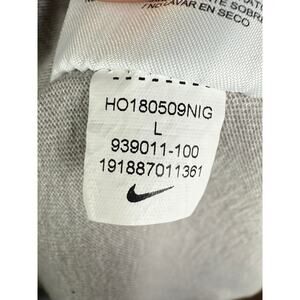 / NO LAVAR EN SECO
HO180509NIG
L
939011-100
191887011361